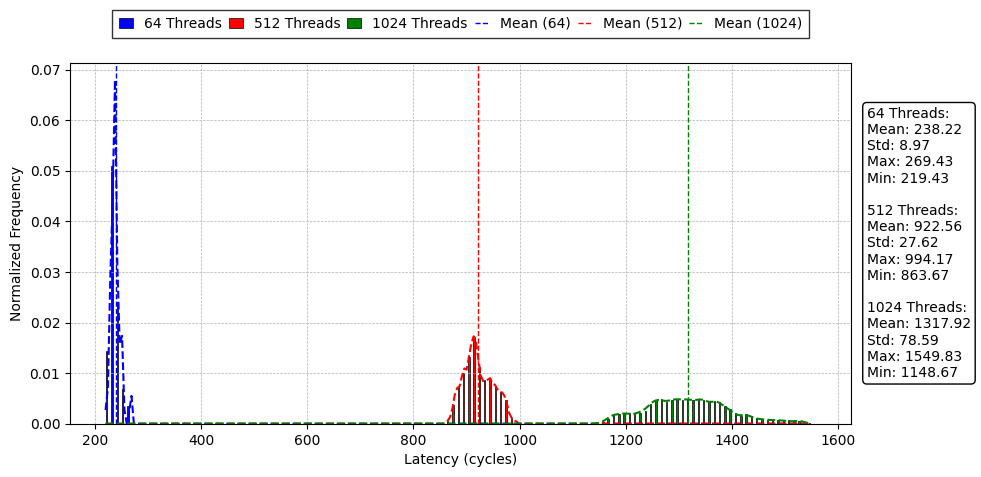 64 Threads 512 Threads 1024 Threads Mean (64) Mean (512) Mean (1024)
0.07
0.06
0.05
0.04
0.03
0.02
0.01
0.00
Normalized Frequency
200 400 600 800 1000 1200 1400 1600
Latency (cycles)
64 Threads:
Mean: 238.22
Std: 8.97
Max: 269.43
Min: 219.43
512 Threads:
Mean: 922.56
Std: 27.62
Max: 994.17
Min: 863.67
1024 Threads:
Mean: 1317.92
Std: 78.59
Max: 1549.83
Min: 1148.67